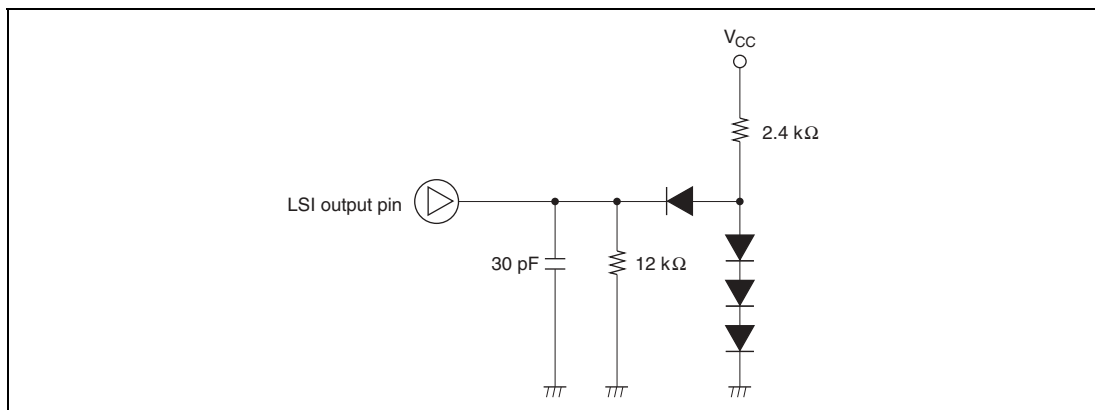 V_CC
2.4 kΩ
LSI output pin
30 pF
12 kΩ